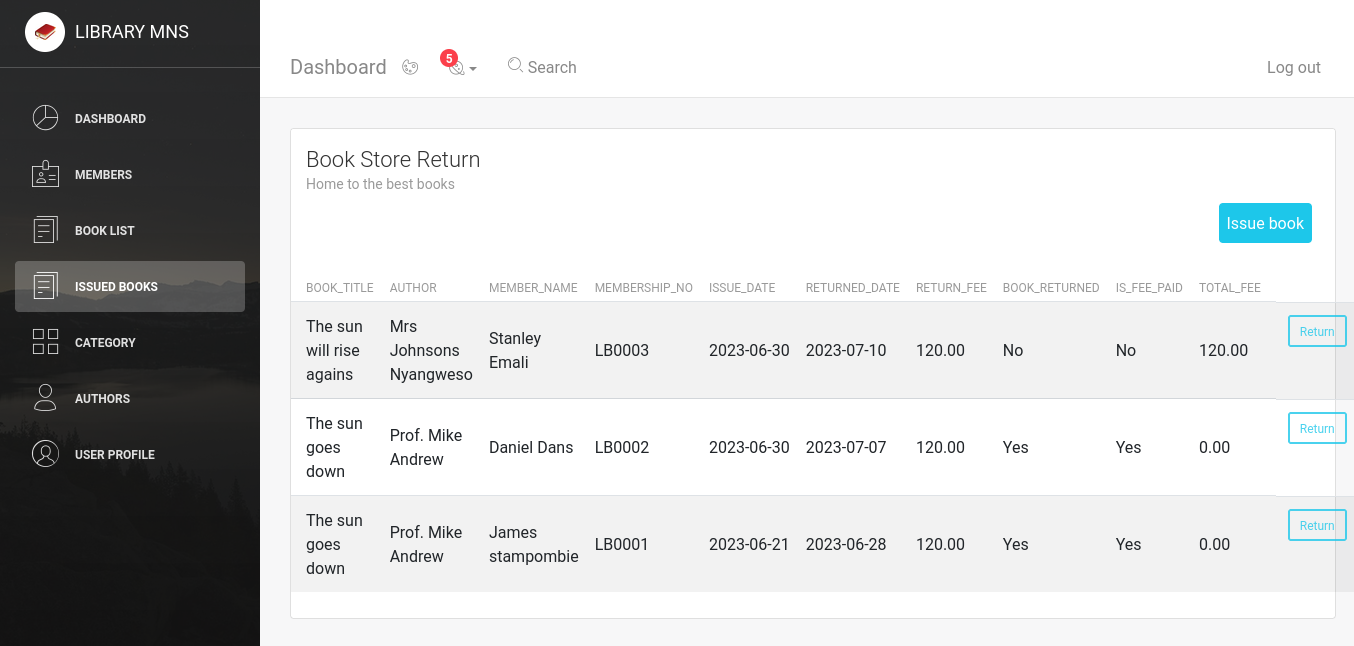 LIBRARY MNS
DASHBOARD
MEMBERS
BOOK LIST
ISSUED BOOKS
CATEGORY
AUTHORS
USER PROFILE
Dashboard 5 Search Log out
Book Store Return
Home to the best books
Issue book
BOOK_TITLE AUTHOR MEMBER_NAME MEMBERSHIP_NO ISSUE_DATE RETURNED_DATE RETURN_FEE BOOK_RETURNED IS_FEE_PAID TOTAL_FEE
The sun will rise agains Mrs Johnsons Nyangweso Stanley Emali LB0003 2023-06-30 2023-07-10 120.00 No No 120.00 Return
The sun goes down Prof. Mike Andrew Daniel Dans LB0002 2023-06-30 2023-07-07 120.00 Yes Yes 0.00 Return
The sun goes down Prof. Mike Andrew James stampombie LB0001 2023-06-21 2023-06-28 120.00 Yes Yes 0.00 Return